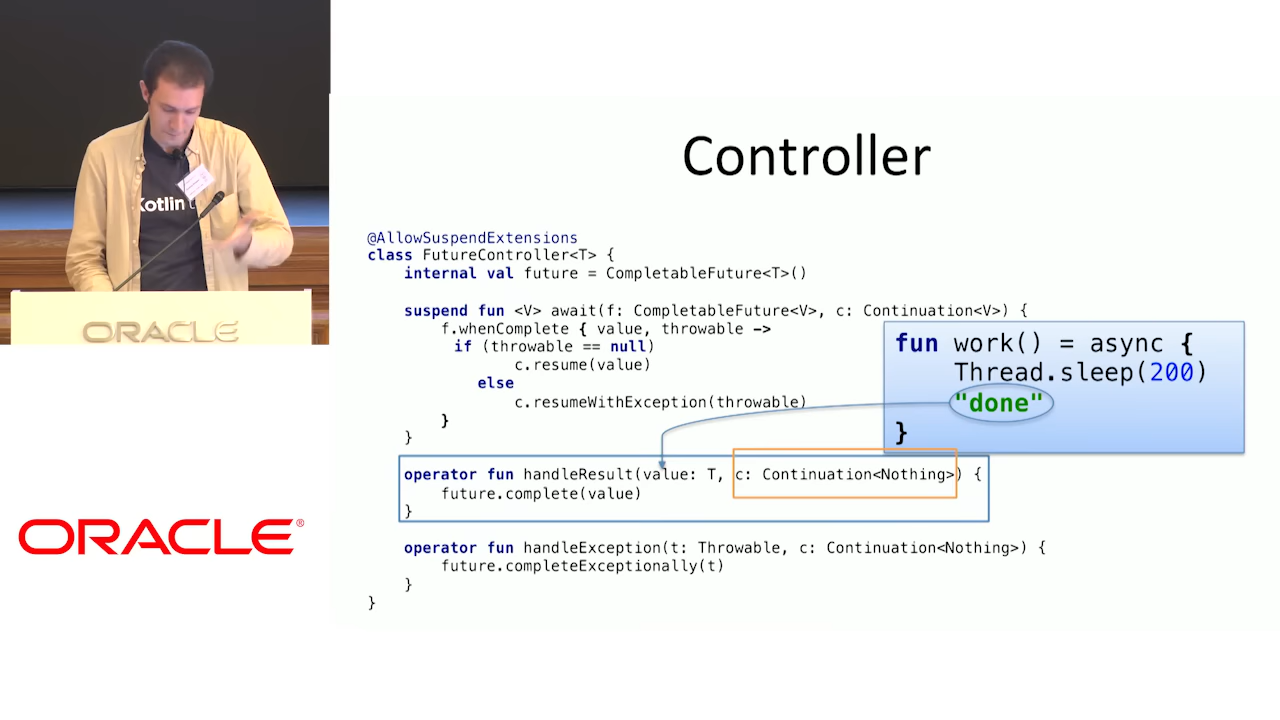 Controller
@AllowSuspendExtensions
class FutureController<T> {
internal val future = CompletableFuture<T>()
suspend fun <V> await(f: CompletableFuture<V>, c: Continuation<V>) {
f.whenComplete { value, throwable ->
if (throwable == null)
c.resume(value)
else
c.resumeWithException(throwable)
}
}
operator fun handleResult(value: T, c: Continuation<Nothing>) {
future.complete(value)
}
operator fun handleException(t: Throwable, c: Continuation<Nothing>) {
future.completeExceptionally(t)
}
}
fun work() = async {
Thread.sleep(200)
"done"
}
Kotlin
ORACLE
ORACLE®